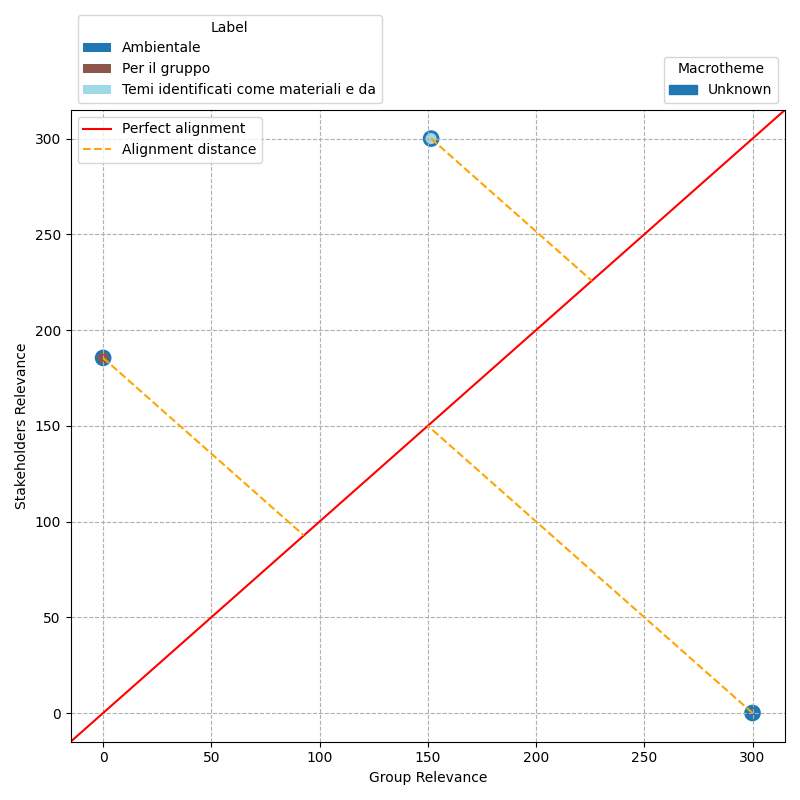 Label
Ambientale
Per il gruppo
Temi identificati come materiali e da
Macrotheme
Unknown
Perfect alignment
Alignment distance
300
250
200
150
100
50
0
Stakeholders Relevance
0 50 100 150 200 250 300
Group Relevance